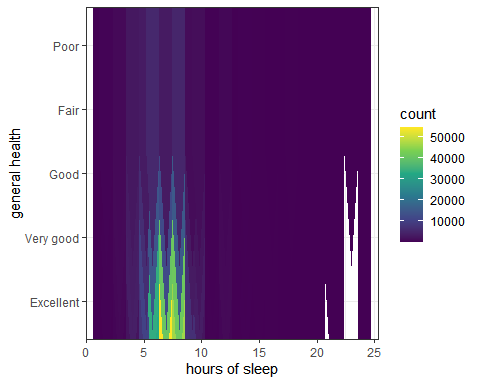 Poor
Fair
Good
Very good
Excellent
general health
0
5
10
15
20
25
hours of sleep
count
50000
40000
30000
20000
10000